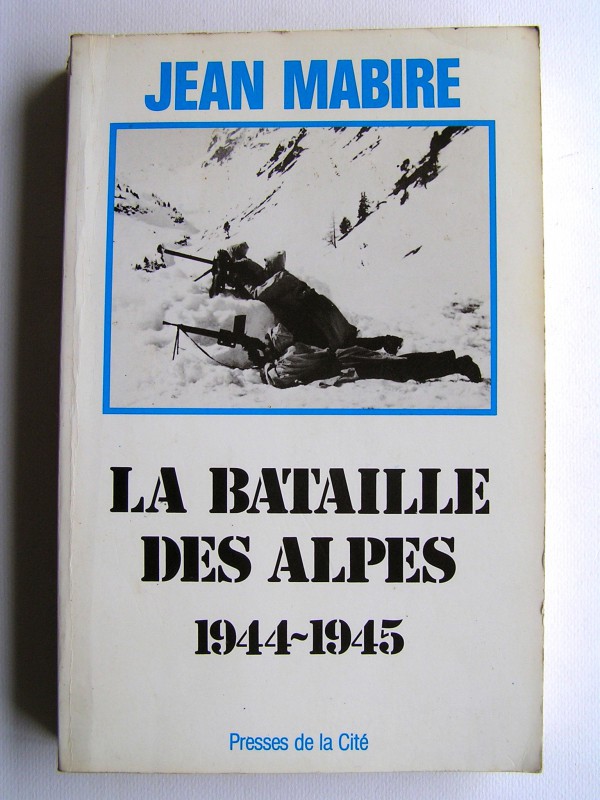 JEAN MABIRE
LA BATAILLE
DES ALPES
1944~1945
Presses de la Cité